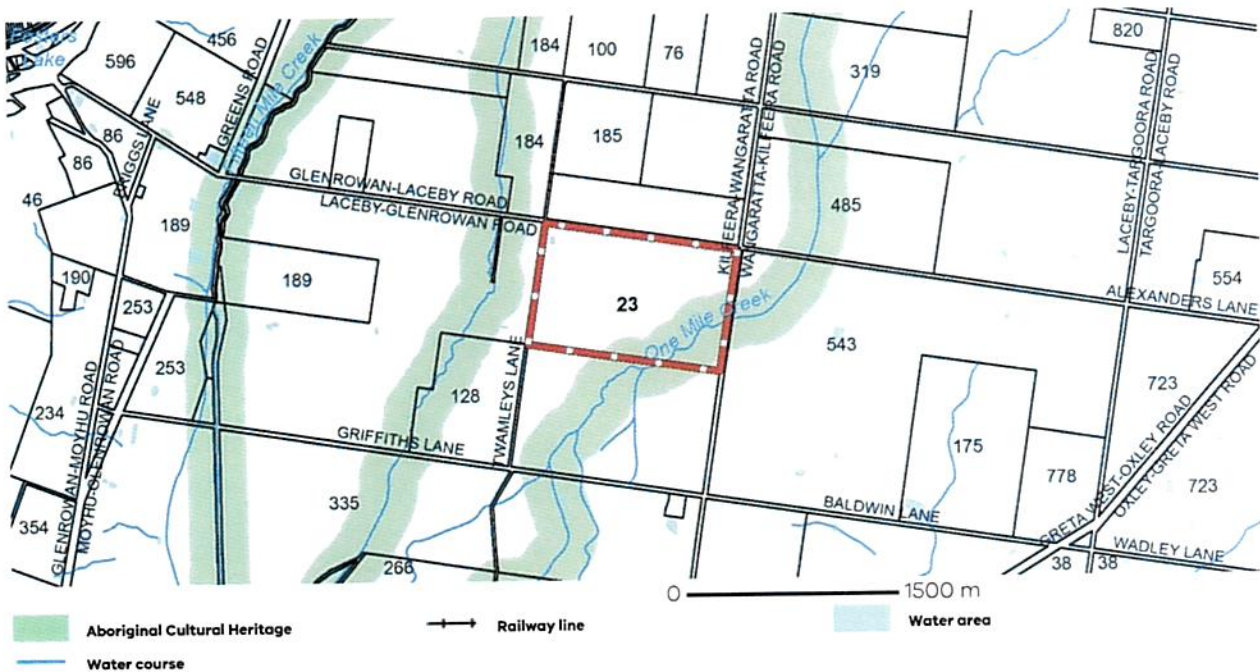 184
100
76
820
456
596
548
319
Lake
GREENS ROAD
Fifteen Mile Creek
KILFEERA WANGARATTA ROAD
WANGARATTA-KILFEERA ROAD
LACEBY-TARGOORA ROAD
TARGOORA-LACEBY ROAD
86
BRIGGS LANE
184
185
86
46
GLENROWAN-LACEBY ROAD
LACEBY-GLENROWAN ROAD
485
189
190
189
23
554
253
ALEXANDERS LANE
One Mile Creek
543
253
128
TWAMLEYS LANE
723
234
GLENROWAN-MOYHU ROAD
MOYHU-GLENROWAN ROAD
GRIFFITHS LANE
175
778
GRETA WEST-OXLEY ROAD
OXLEY-GRETA WEST ROAD
723
335
BALDWIN LANE
354
266
WADLEY LANE
38
38
0
1500 m
Aboriginal Cultural Heritage
Railway line
Water area
Water course